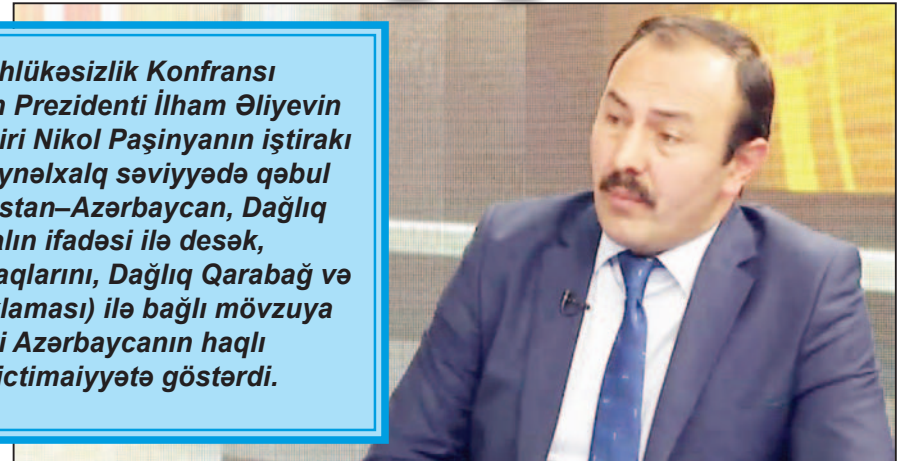 hlükəsizlik Konfransı
Prezidenti İlham Əliyevin
iri Nikol Paşinyanın iştirakı
ynəlxalq səviyyədə qəbul
stan–Azərbaycan, Dağlıq
alın ifadəsi ilə desək,
aqlarını, Dağlıq Qarabağ və
laması) ilə bağlı mövzuya
i Azərbaycanın haqlı
ictimaiyyətə göstərdi.